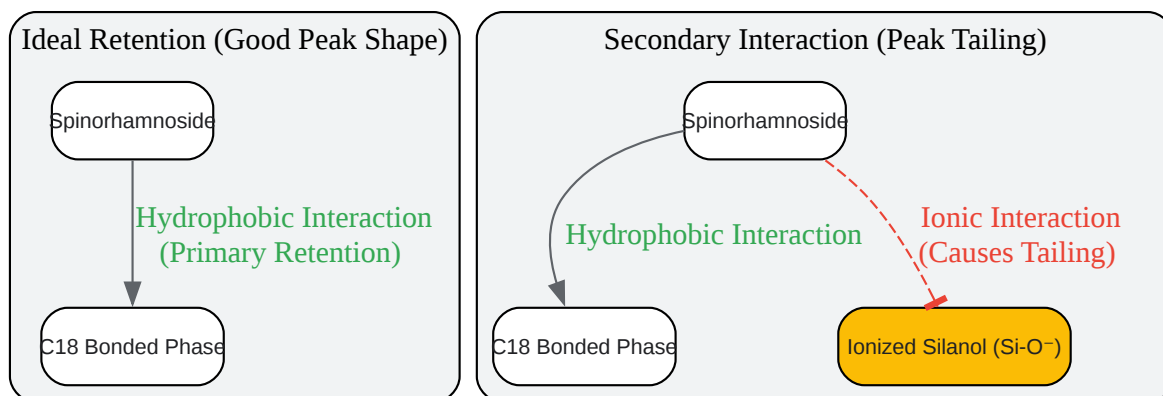 Ideal Retention (Good Peak Shape)
Spinorhamnoside
Hydrophobic Interaction
(Primary Retention)
C18 Bonded Phase
Secondary Interaction (Peak Tailing)
Spinorhamnoside
Hydrophobic Interaction
Ionic Interaction
(Causes Tailing)
C18 Bonded Phase
Ionized Silanol (Si-O⁻)